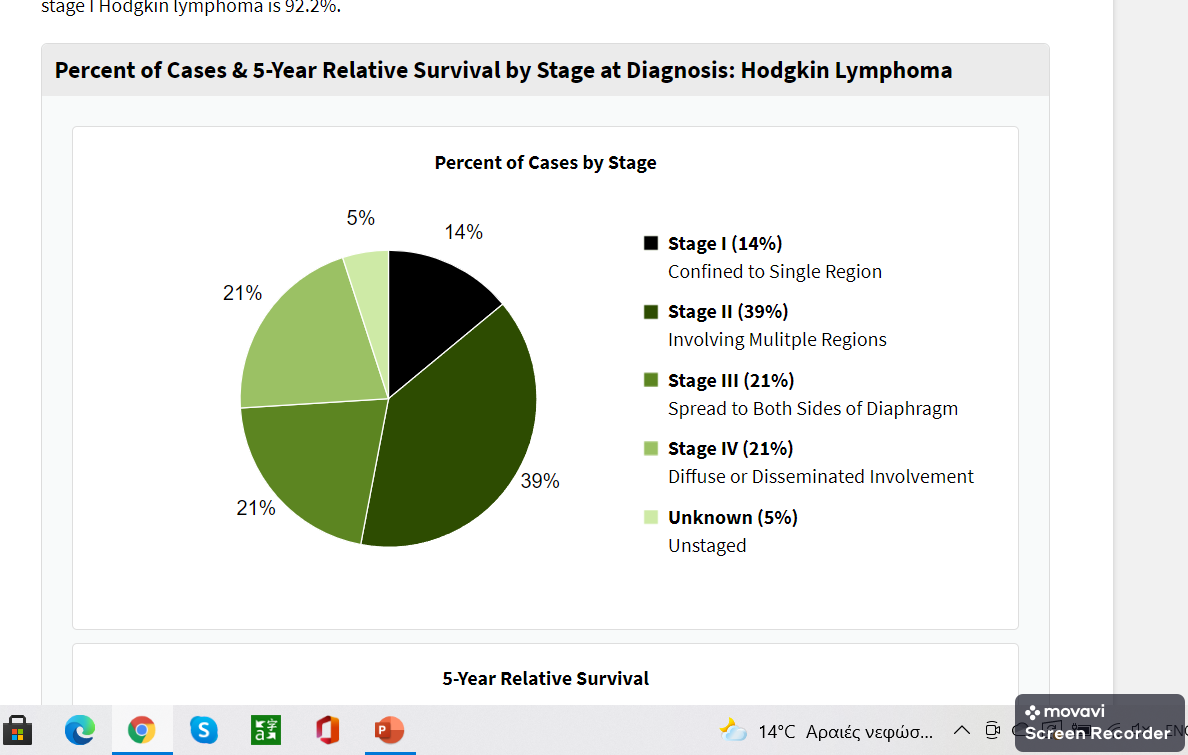 stage I Hodgkin lymphoma is 92.2%.
Percent of Cases & 5-Year Relative Survival by Stage at Diagnosis: Hodgkin Lymphoma
Percent of Cases by Stage
5%
14%
21%
39%
21%
Stage I (14%)
Confined to Single Region
Stage II (39%)
Involving Mulitple Regions
Stage III (21%)
Spread to Both Sides of Diaphragm
Stage IV (21%)
Diffuse or Disseminated Involvement
Unknown (5%)
Unstaged
5-Year Relative Survival
14°C Αραιές νεφώσ...
movavi
Screen Recorder